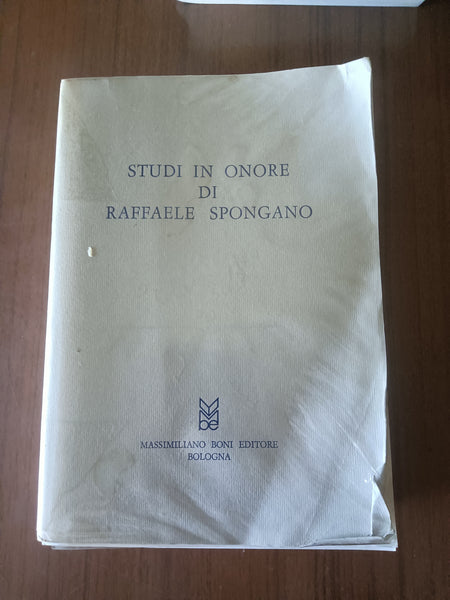 STUDI IN ONORE
DI
RAFFAELE SPONGANO
MASSIMILIANO BONI EDITORE
BOLOGNA